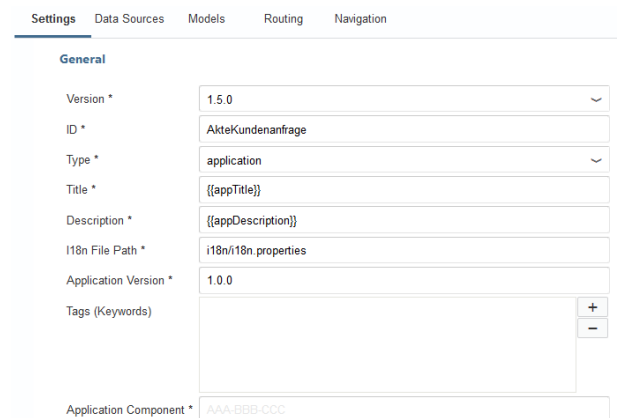 Settings Data Sources Models Routing Navigation
General
Version * 1.5.0
ID * AkteKundenanfrage
Type * application
Title * {{appTitle}}
Description * {{appDescription}}
I18n File Path * i18n/i18n.properties
Application Version * 1.0.0
Tags (Keywords) +
−
Application Component * AAA-BBB-CCC